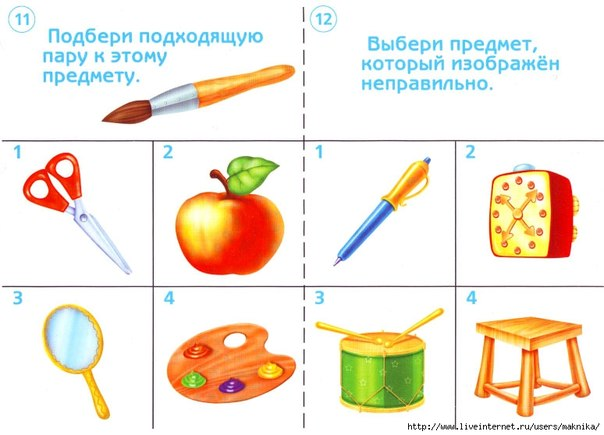 11
Подбери подходящую
пару к этому
предмету.
1
2
3
4
12
Выбери предмет,
который изображён
неправильно.
1
2
3
4
http://www.liveinternet.ru/users/maknika/